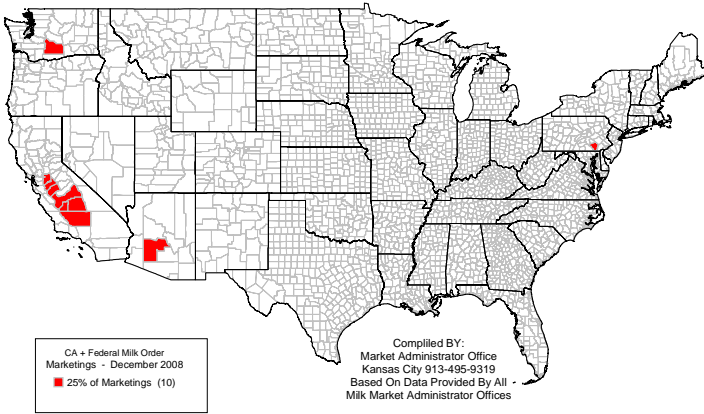 CA + Federal Milk Order
Marketings - December 2008
25% of Marketings (10)
Compliled BY:
Market Administrator Office
Kansas City 913-495-9319
Based On Data Provided By All -
Milk Market Administrator Offices